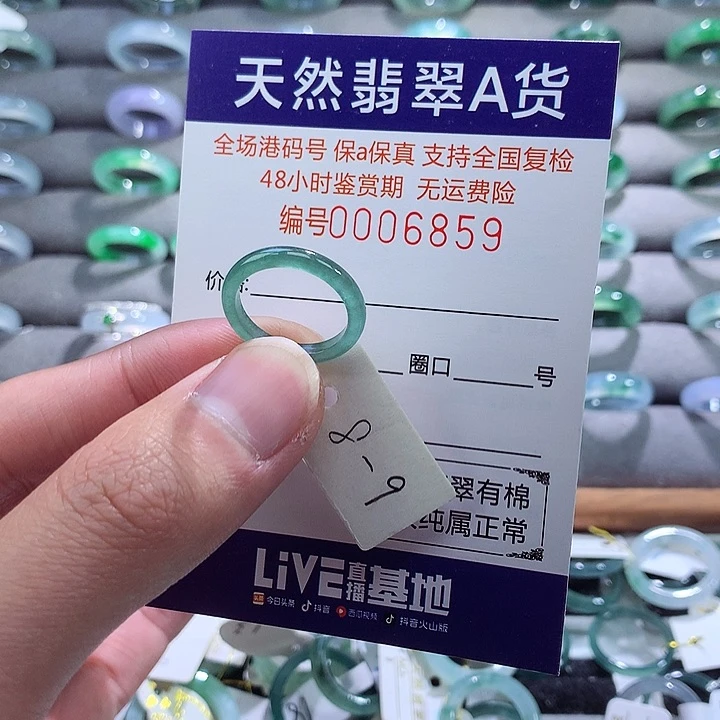 天然翡翠A货
全场港码号 保a保真 支持全国复检
48小时鉴赏期 无运费险
编号0006859
价
圈口 号
8-9
翠有棉
纯属正常
LiVE直播基地
头条 今日头条 抖音 西瓜视频 抖音火山版